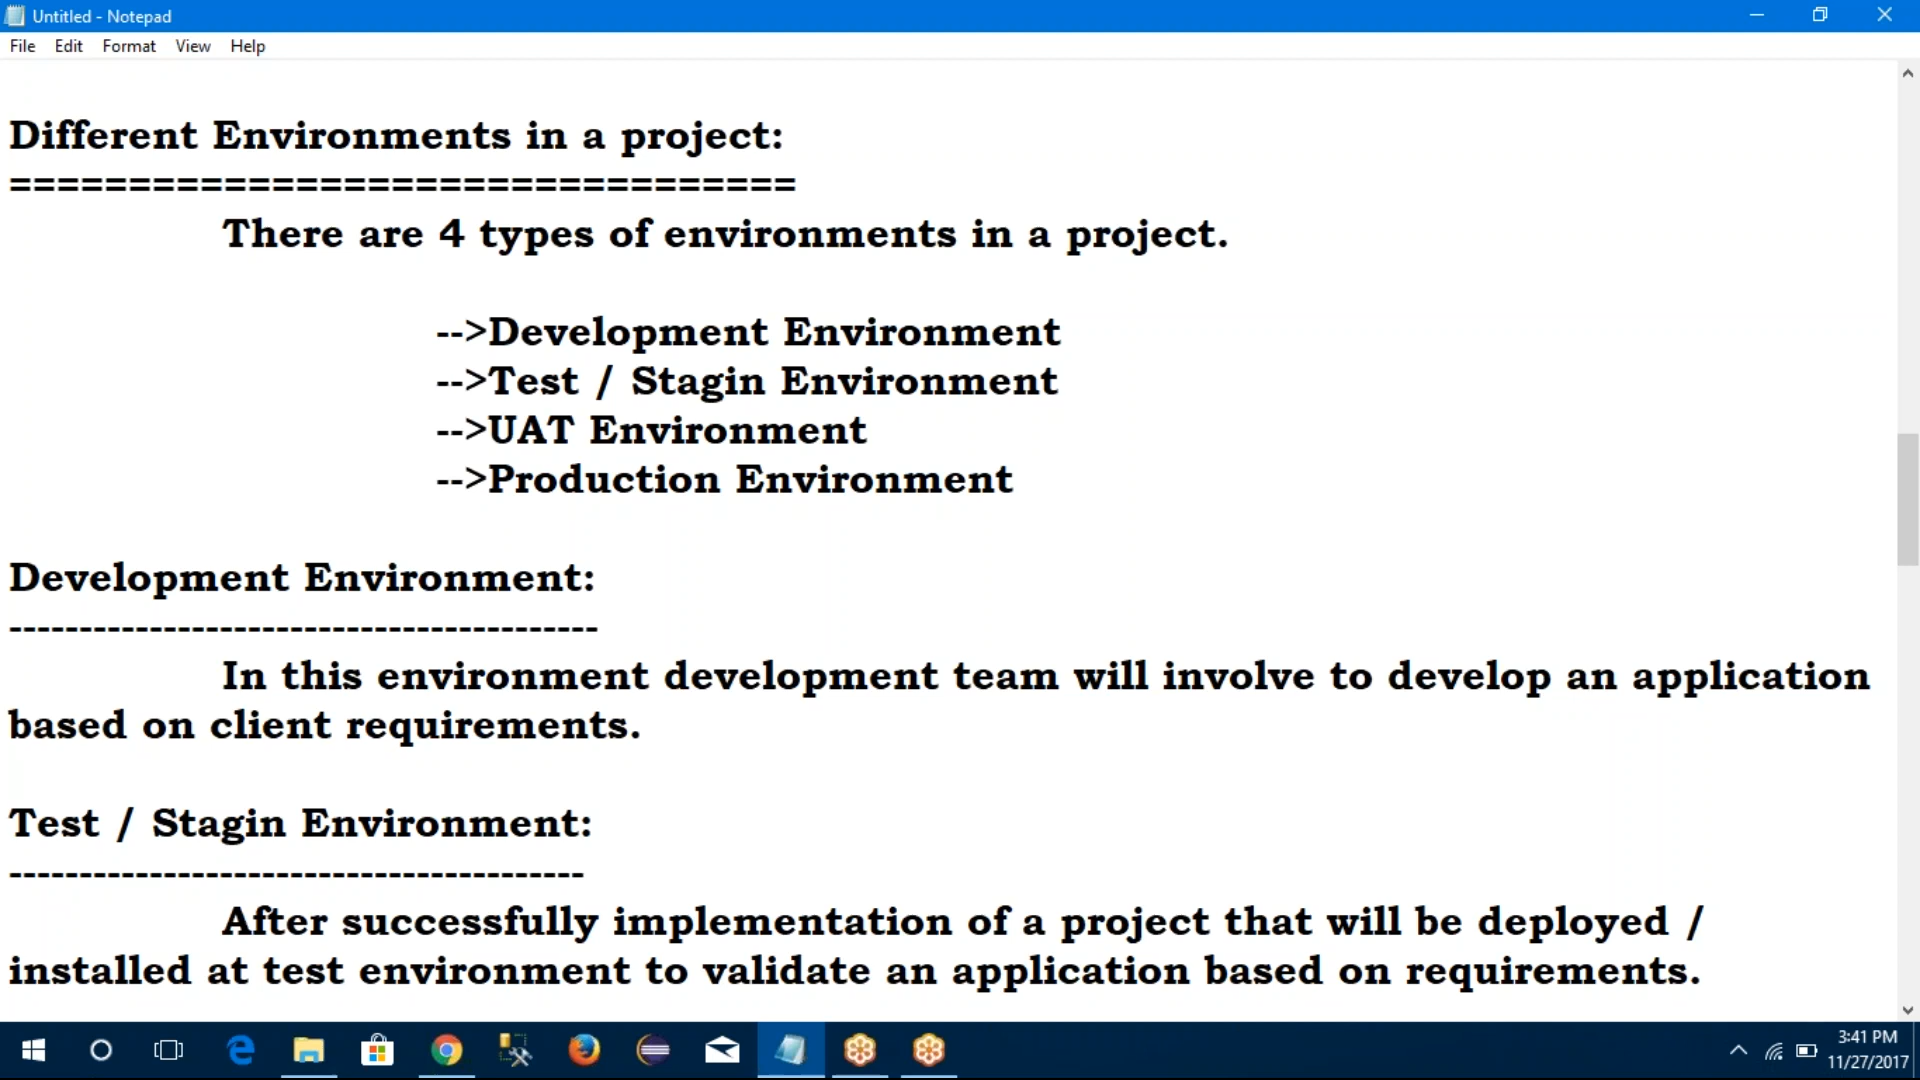 Untitled - Notepad
File Edit Format View Help
Different Environments in a project:
=================================
There are 4 types of environments in a project.
-->Development Environment
-->Test / Stagin Environment
-->UAT Environment
-->Production Environment
Development Environment:
------------------------------------------
In this environment development team will involve to develop an application
based on client requirements.
Test / Stagin Environment:
-----------------------------------------
After successfully implementation of a project that will be deployed /
installed at test environment to validate an application based on requirements.
3:41 PM
11/27/2017